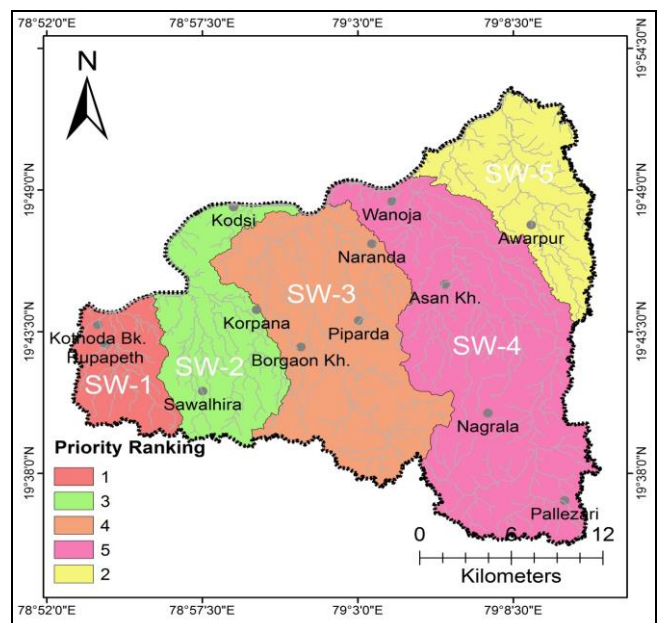 78°52'0"E 78°57'30"E 79°3'0"E 79°8'30"E
N
19°54'30"N
19°49'0"N
19°43'30"N
19°38'0"N
SW-5
Wanoja
Kodsi
Awarpur
Naranda
SW-3
Asan Kh.
Korpana
Piparda
Kothoda Bk.
Rupapeth
Borgaon Kh.
SW-4
SW-1
SW-2
Sawalhira
Nagrala
Pallezari
Priority Ranking
1
3
4
5
2
0 6 12
Kilometers
19°54'30"N
19°49'0"N
19°43'30"N
19°38'0"N
78°52'0"E 78°57'30"E 79°3'0"E 79°8'30"E